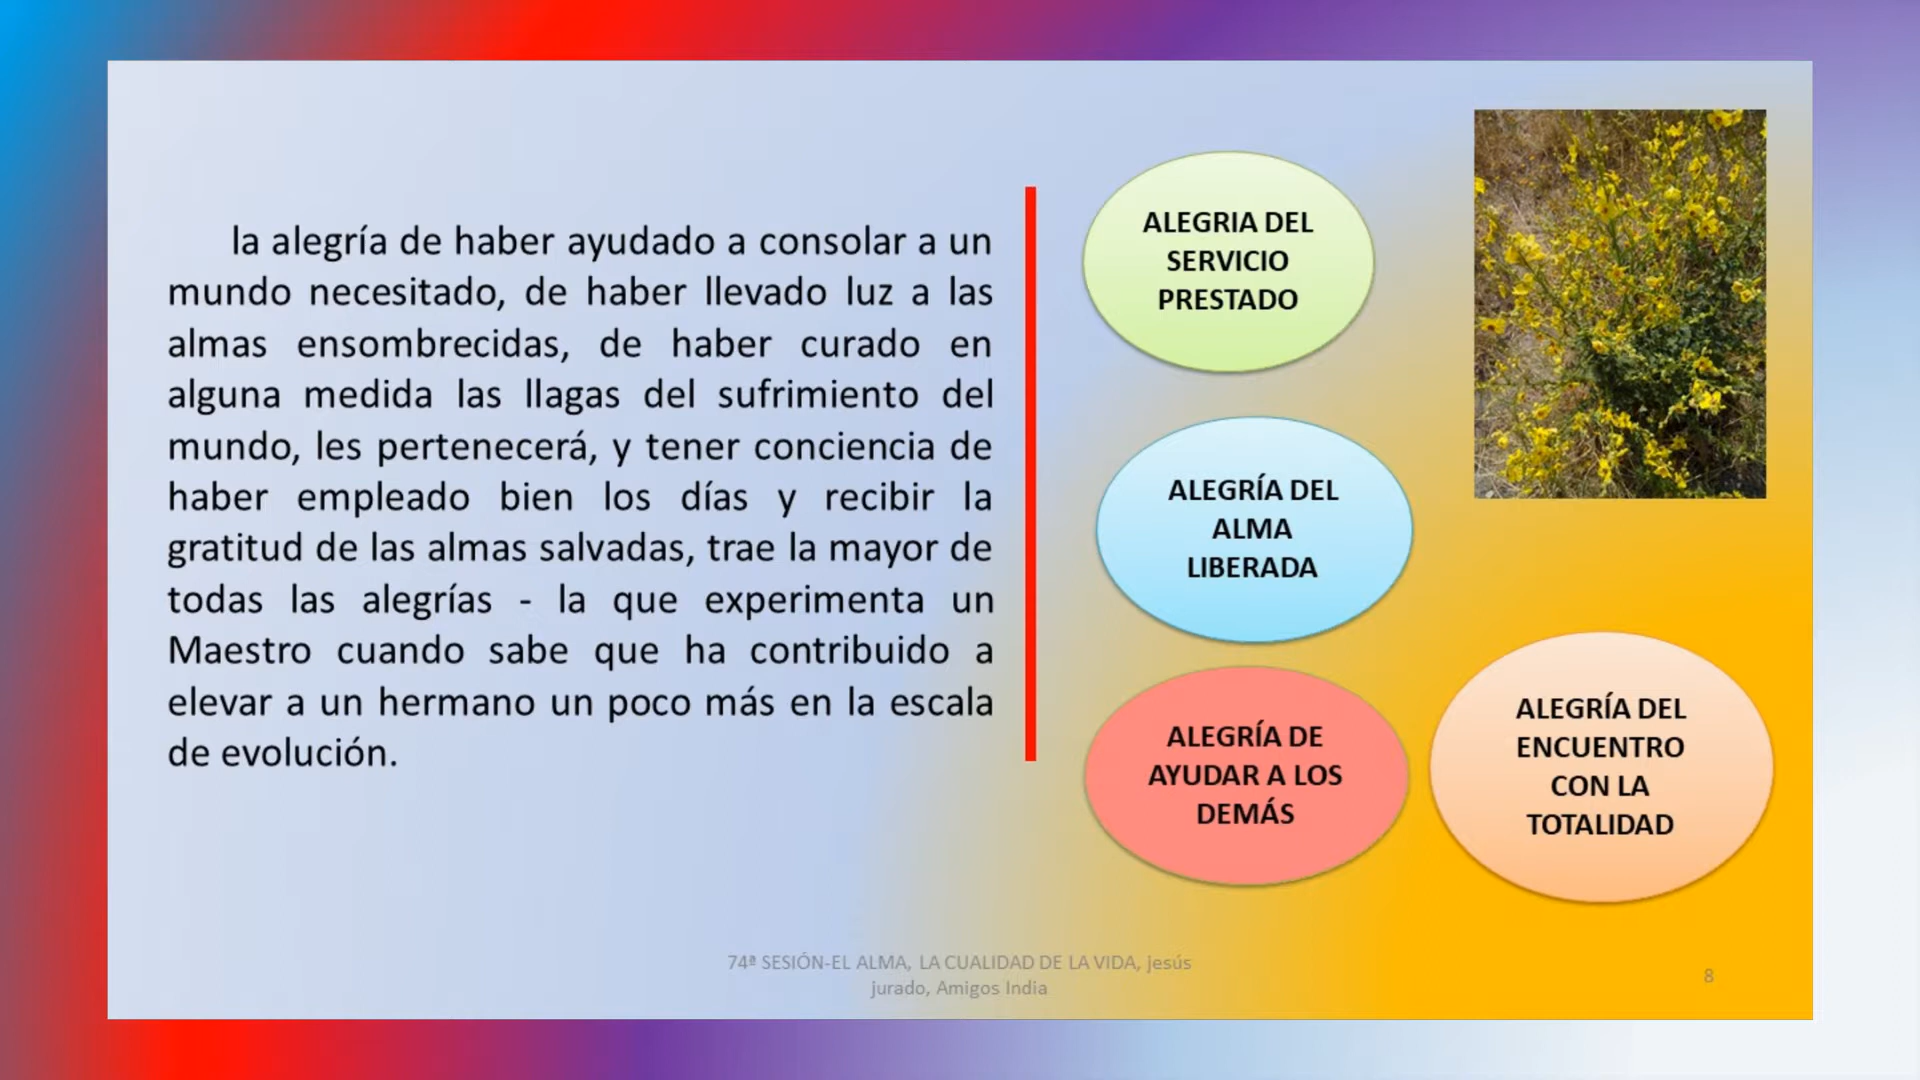 la alegría de haber ayudado a consolar a un
mundo necesitado, de haber llevado luz a las
almas ensombrecidas, de haber curado en
alguna medida las llagas del sufrimiento del
mundo, les pertenecerá, y tener conciencia de
haber empleado bien los días y recibir la
gratitud de las almas salvadas, trae la mayor de
todas las alegrías - la que experimenta un
Maestro cuando sabe que ha contribuido a
elevar a un hermano un poco más en la escala
de evolución.
ALEGRIA DEL
SERVICIO
PRESTADO
ALEGRÍA DEL
ALMA
LIBERADA
ALEGRÍA DE
AYUDAR A LOS
DEMÁS
ALEGRÍA DEL
ENCUENTRO
CON LA
TOTALIDAD
74ª SESIÓN-EL ALMA, LA CUALIDAD DE LA VIDA, jesús
jurado, Amigos India
8